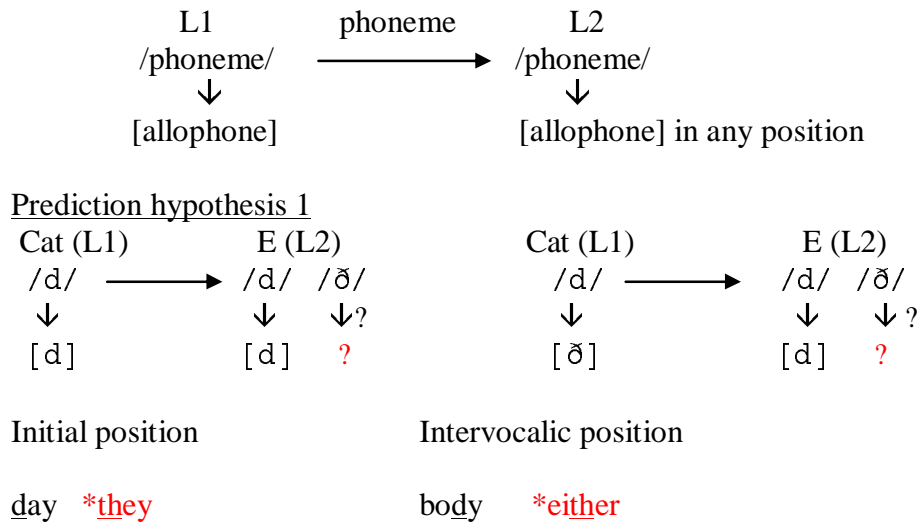 L1 phoneme L2
/phoneme/ /phoneme/
[allophone] [allophone] in any position
Prediction hypothesis 1
Cat (L1) E (L2) Cat (L1) E (L2)
/d/ /d/ /ð/ /d/ /d/ /ð/
? ?
[d] [d] ? [ð] [d] ?
Initial position Intervocalic position
day *they body *either